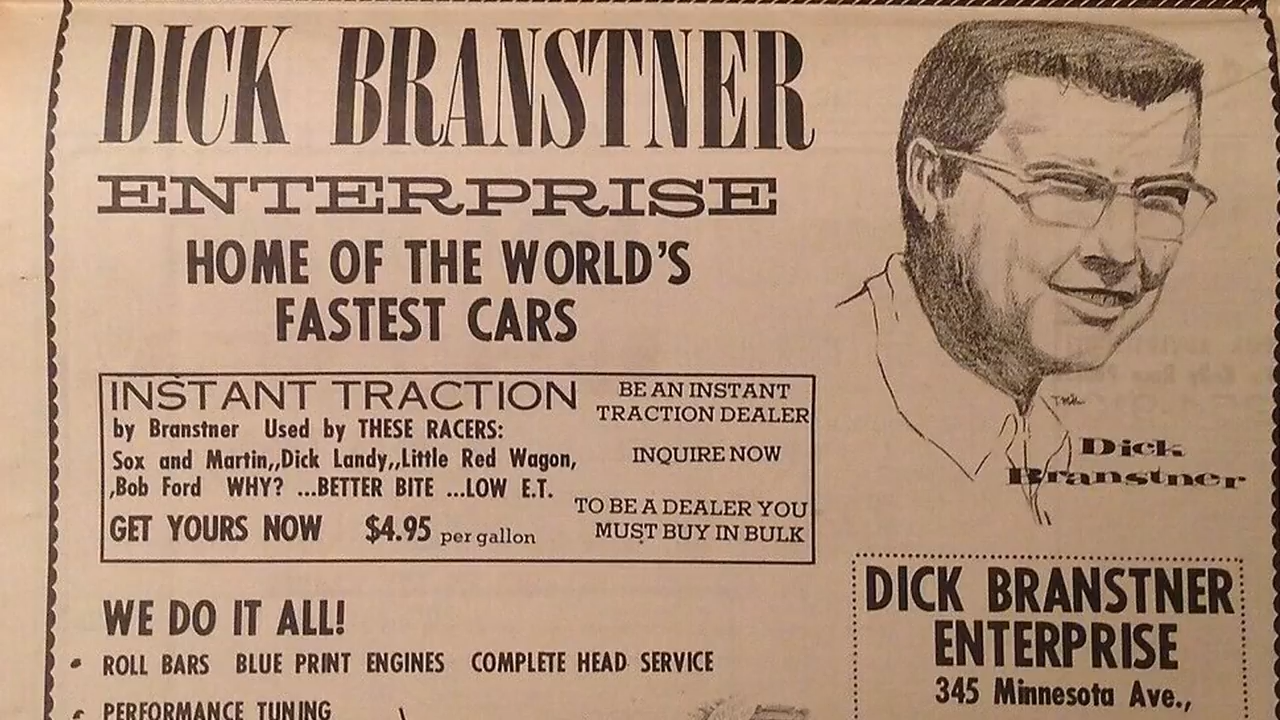 DICK BRANSTNER
ENTERPRISE
HOME OF THE WORLD'S
FASTEST CARS
INSTANT TRACTION
by Branstner Used by THESE RACERS:
Sox and Martin,,Dick Landy,,Little Red Wagon,
,Bob Ford WHY? ...BETTER BITE ...LOW E.T.
GET YOURS NOW $4.95 per gallon
BE AN INSTANT
TRACTION DEALER
INQUIRE NOW
TO BE A DEALER YOU
MUST BUY IN BULK
Dick
Branstner
WE DO IT ALL!
• ROLL BARS BLUE PRINT ENGINES COMPLETE HEAD SERVICE
• PERFORMANCE TUNING
DICK BRANSTNER
ENTERPRISE
345 Minnesota Ave.,